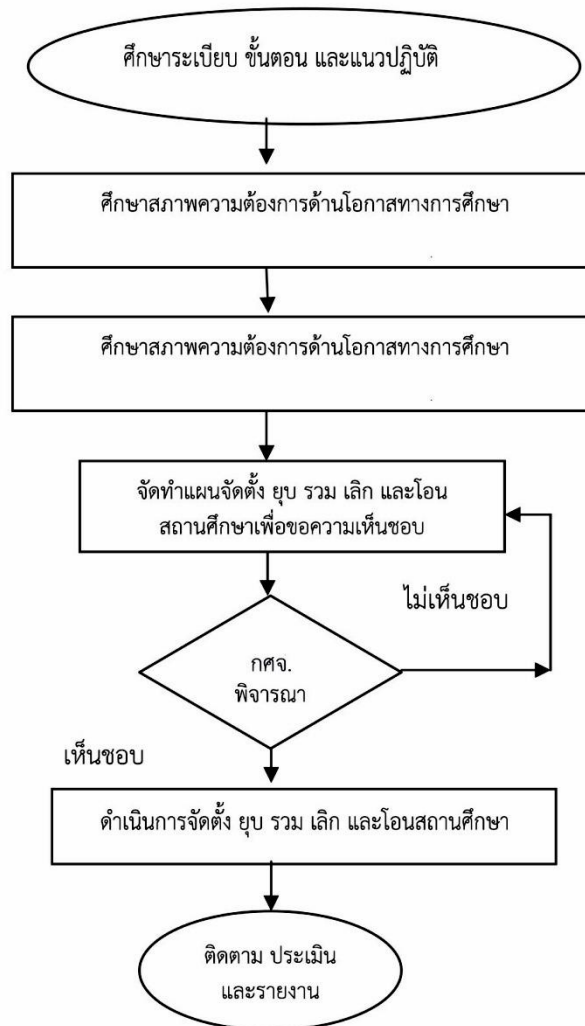 ศึกษาระเบียบ ขั้นตอน และแนวปฏิบัติ
ศึกษาสภาพความต้องการด้านโอกาสทางการศึกษา
ศึกษาสภาพความต้องการด้านโอกาสทางการศึกษา
จัดทำแผนจัดตั้ง ยุบ รวม เลิก และโอน
สถานศึกษาเพื่อขอความเห็นชอบ
ไม่เห็นชอบ
กศจ.
พิจารณา
เห็นชอบ
ดำเนินการจัดตั้ง ยุบ รวม เลิก และโอนสถานศึกษา
ติดตาม ประเมิน
และรายงาน